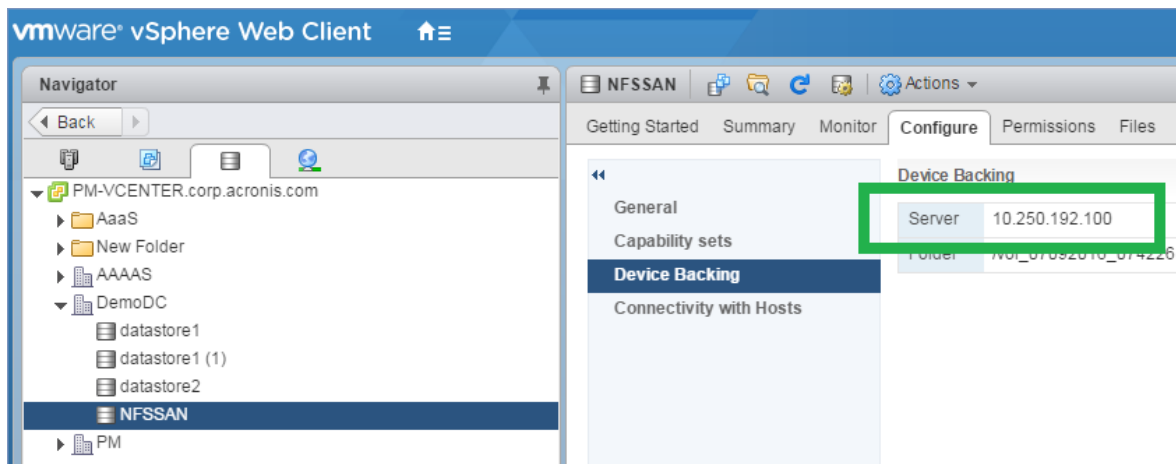 vmware® vSphere Web Client
Navigator
Back
PM-VCENTER.corp.acronis.com
AaaS
New Folder
AAAAS
DemoDC
datastore1
datastore1 (1)
datastore2
NFSSAN
PM
NFSSAN Actions
Getting Started Summary Monitor Configure Permissions Files
General
Capability sets
Device Backing
Connectivity with Hosts
Device Backing
Server 10.250.192.100
Folder